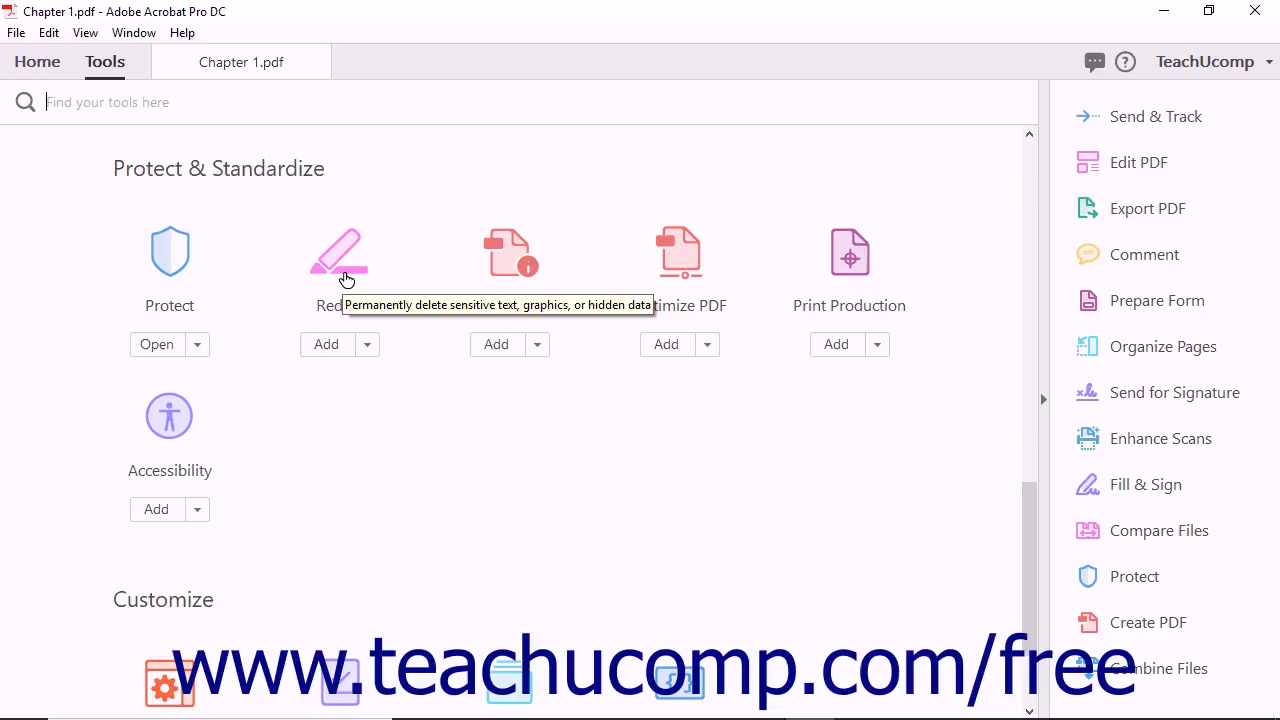 Chapter 1.pdf - Adobe Acrobat Pro DC
File Edit View Window Help
Home Tools Chapter 1.pdf TeachUcomp
Find your tools here
Protect & Standardize
Protect
Permanently delete sensitive text, graphics, or hidden data
Print Production
Open Add Add Add Add
Accessibility
Add
Customize
Send & Track
Edit PDF
Export PDF
Comment
Prepare Form
Organize Pages
Send for Signature
Enhance Scans
Fill & Sign
Compare Files
Protect
Create PDF
Combine Files
www.teachucomp.com/free